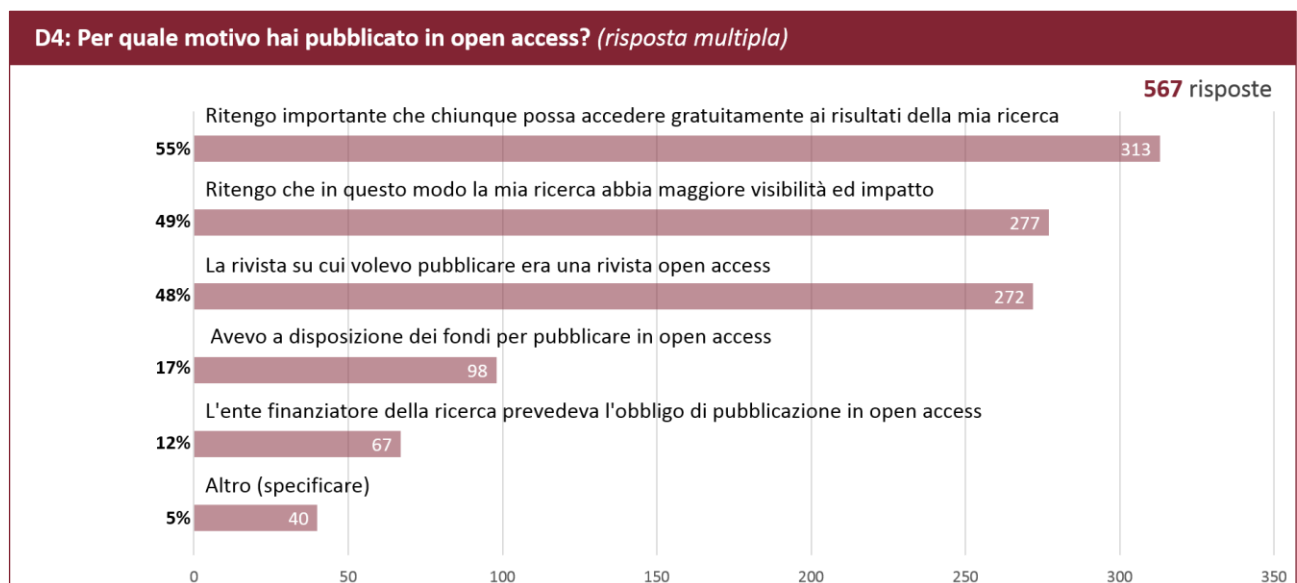 D4: Per quale motivo hai pubblicato in open access? (risposta multipla)
567 risposte
Ritengo importante che chiunque possa accedere gratuitamente ai risultati della mia ricerca
55%
313
Ritengo che in questo modo la mia ricerca abbia maggiore visibilità ed impatto
49%
277
La rivista su cui volevo pubblicare era una rivista open access
48%
272
Avevo a disposizione dei fondi per pubblicare in open access
17%
98
L'ente finanziatore della ricerca prevedeva l'obbligo di pubblicazione in open access
12%
67
Altro (specificare)
5%
40
0 50 100 150 200 250 300 350